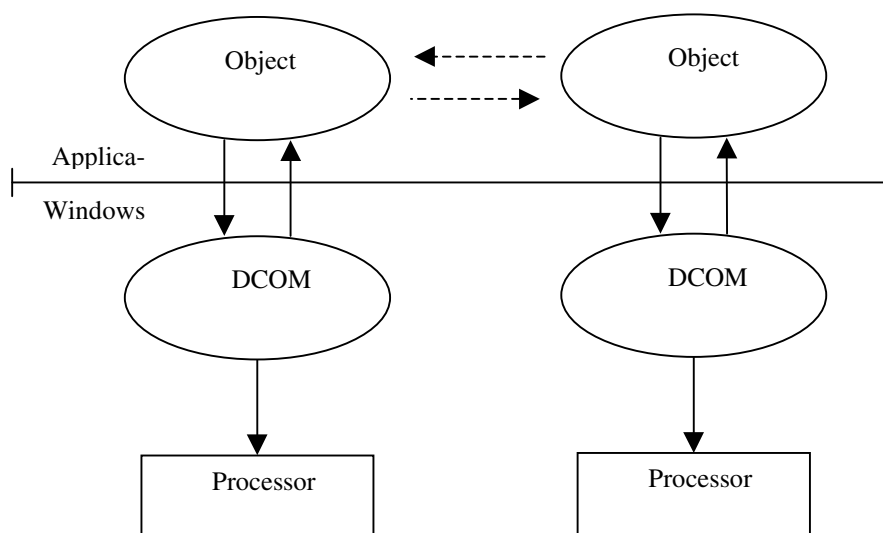 Object
Object
Applica-
Windows
DCOM
DCOM
Processor
Processor